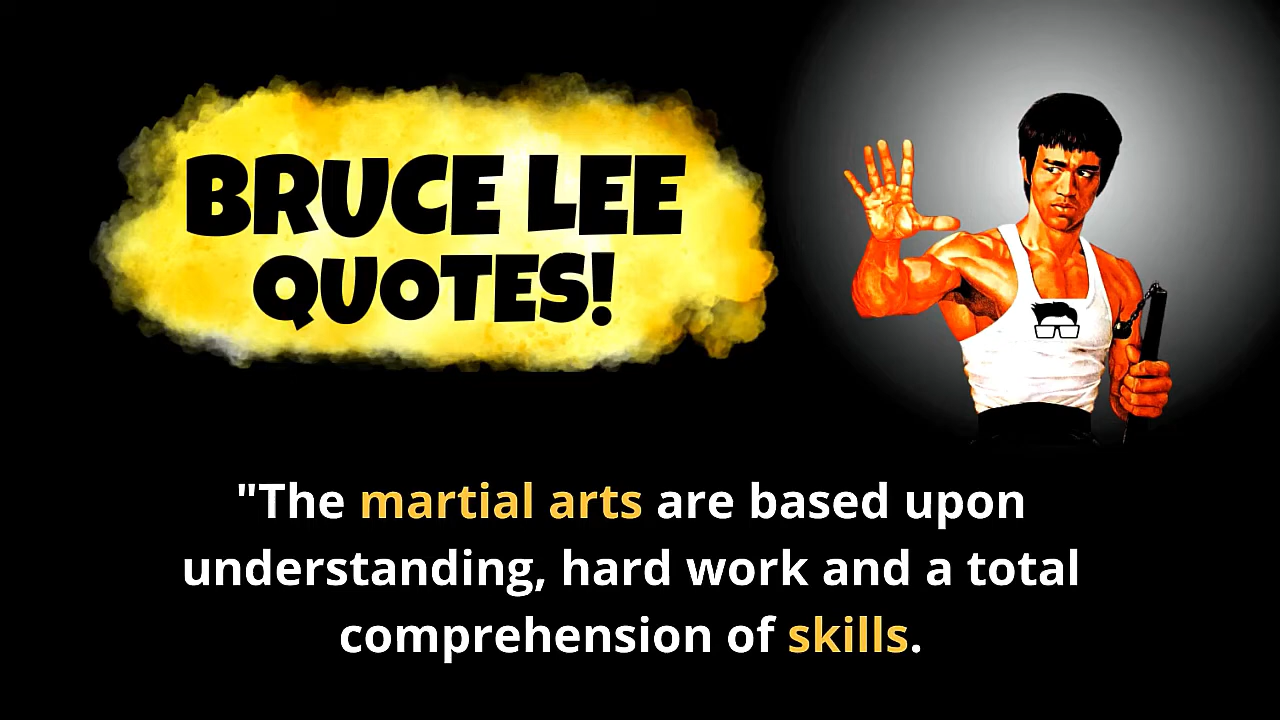 BRUCE LEE
QUOTES!
"The martial arts are based upon
understanding, hard work and a total
comprehension of skills.